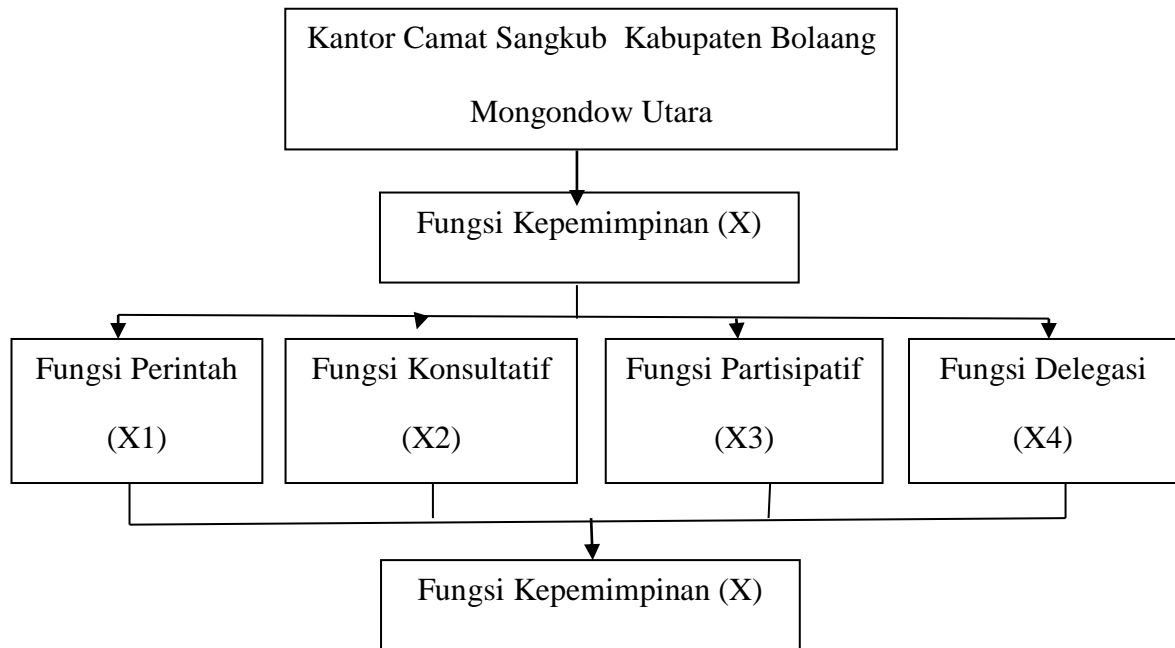 Kantor Camat Sangkub  Kabupaten Bolaang
Mongondow Utara
Fungsi Kepemimpinan (X)
Fungsi Perintah
(X1)
Fungsi Konsultatif
(X2)
Fungsi Partisipatif
(X3)
Fungsi Delegasi
(X4)
Fungsi Kepemimpinan (X)